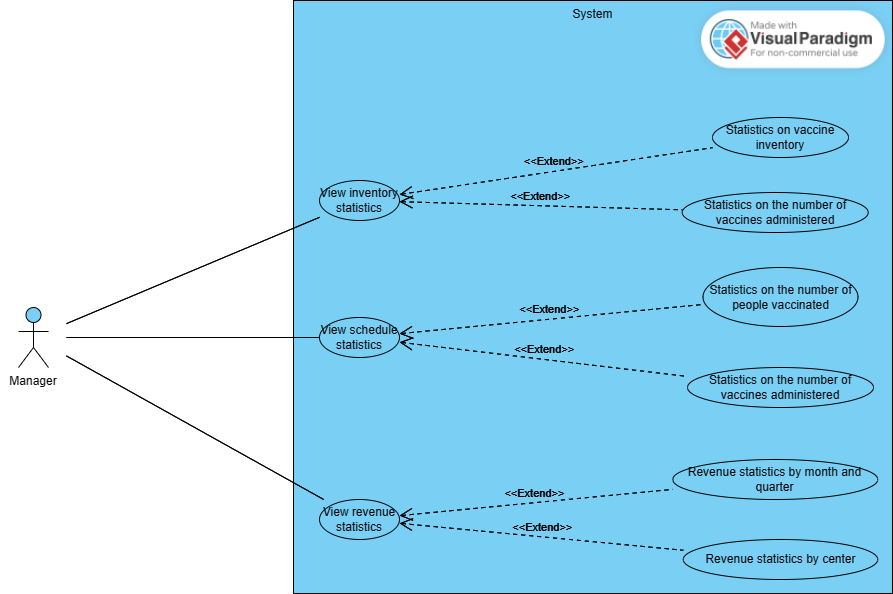 System
Made with
Visual Paradigm
For non-commercial use
Statistics on vaccine
inventory
<<Extend>>
View inventory
statistics
<<Extend>>
Statistics on the number of
vaccines administered
Statistics on the number of
people vaccinated
<<Extend>>
View schedule
statistics
<<Extend>>
Manager
Statistics on the number of
vaccines administered
Revenue statistics by month and
quarter
<<Extend>>
View revenue
statistics
<<Extend>>
Revenue statistics by center